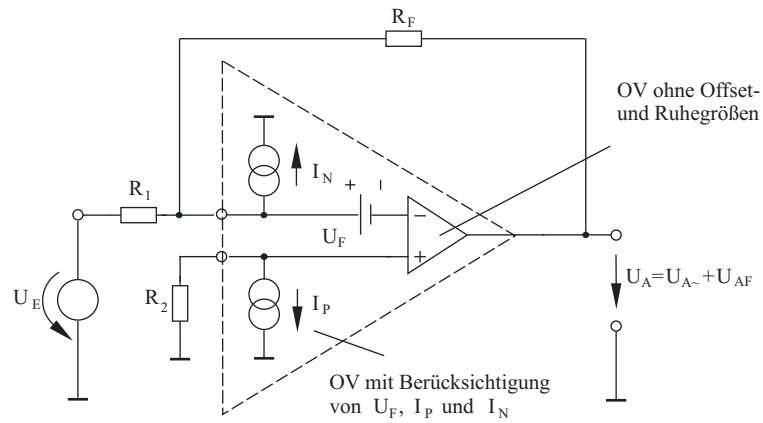 R_F
OV ohne Offset-
und Ruhegrößen
I_N
R_1
+ −
−
U_F
+
U_E
R_2
I_P
U_A=U_A~+U_AF
OV mit Berücksichtigung
von U_F, I_P und I_N